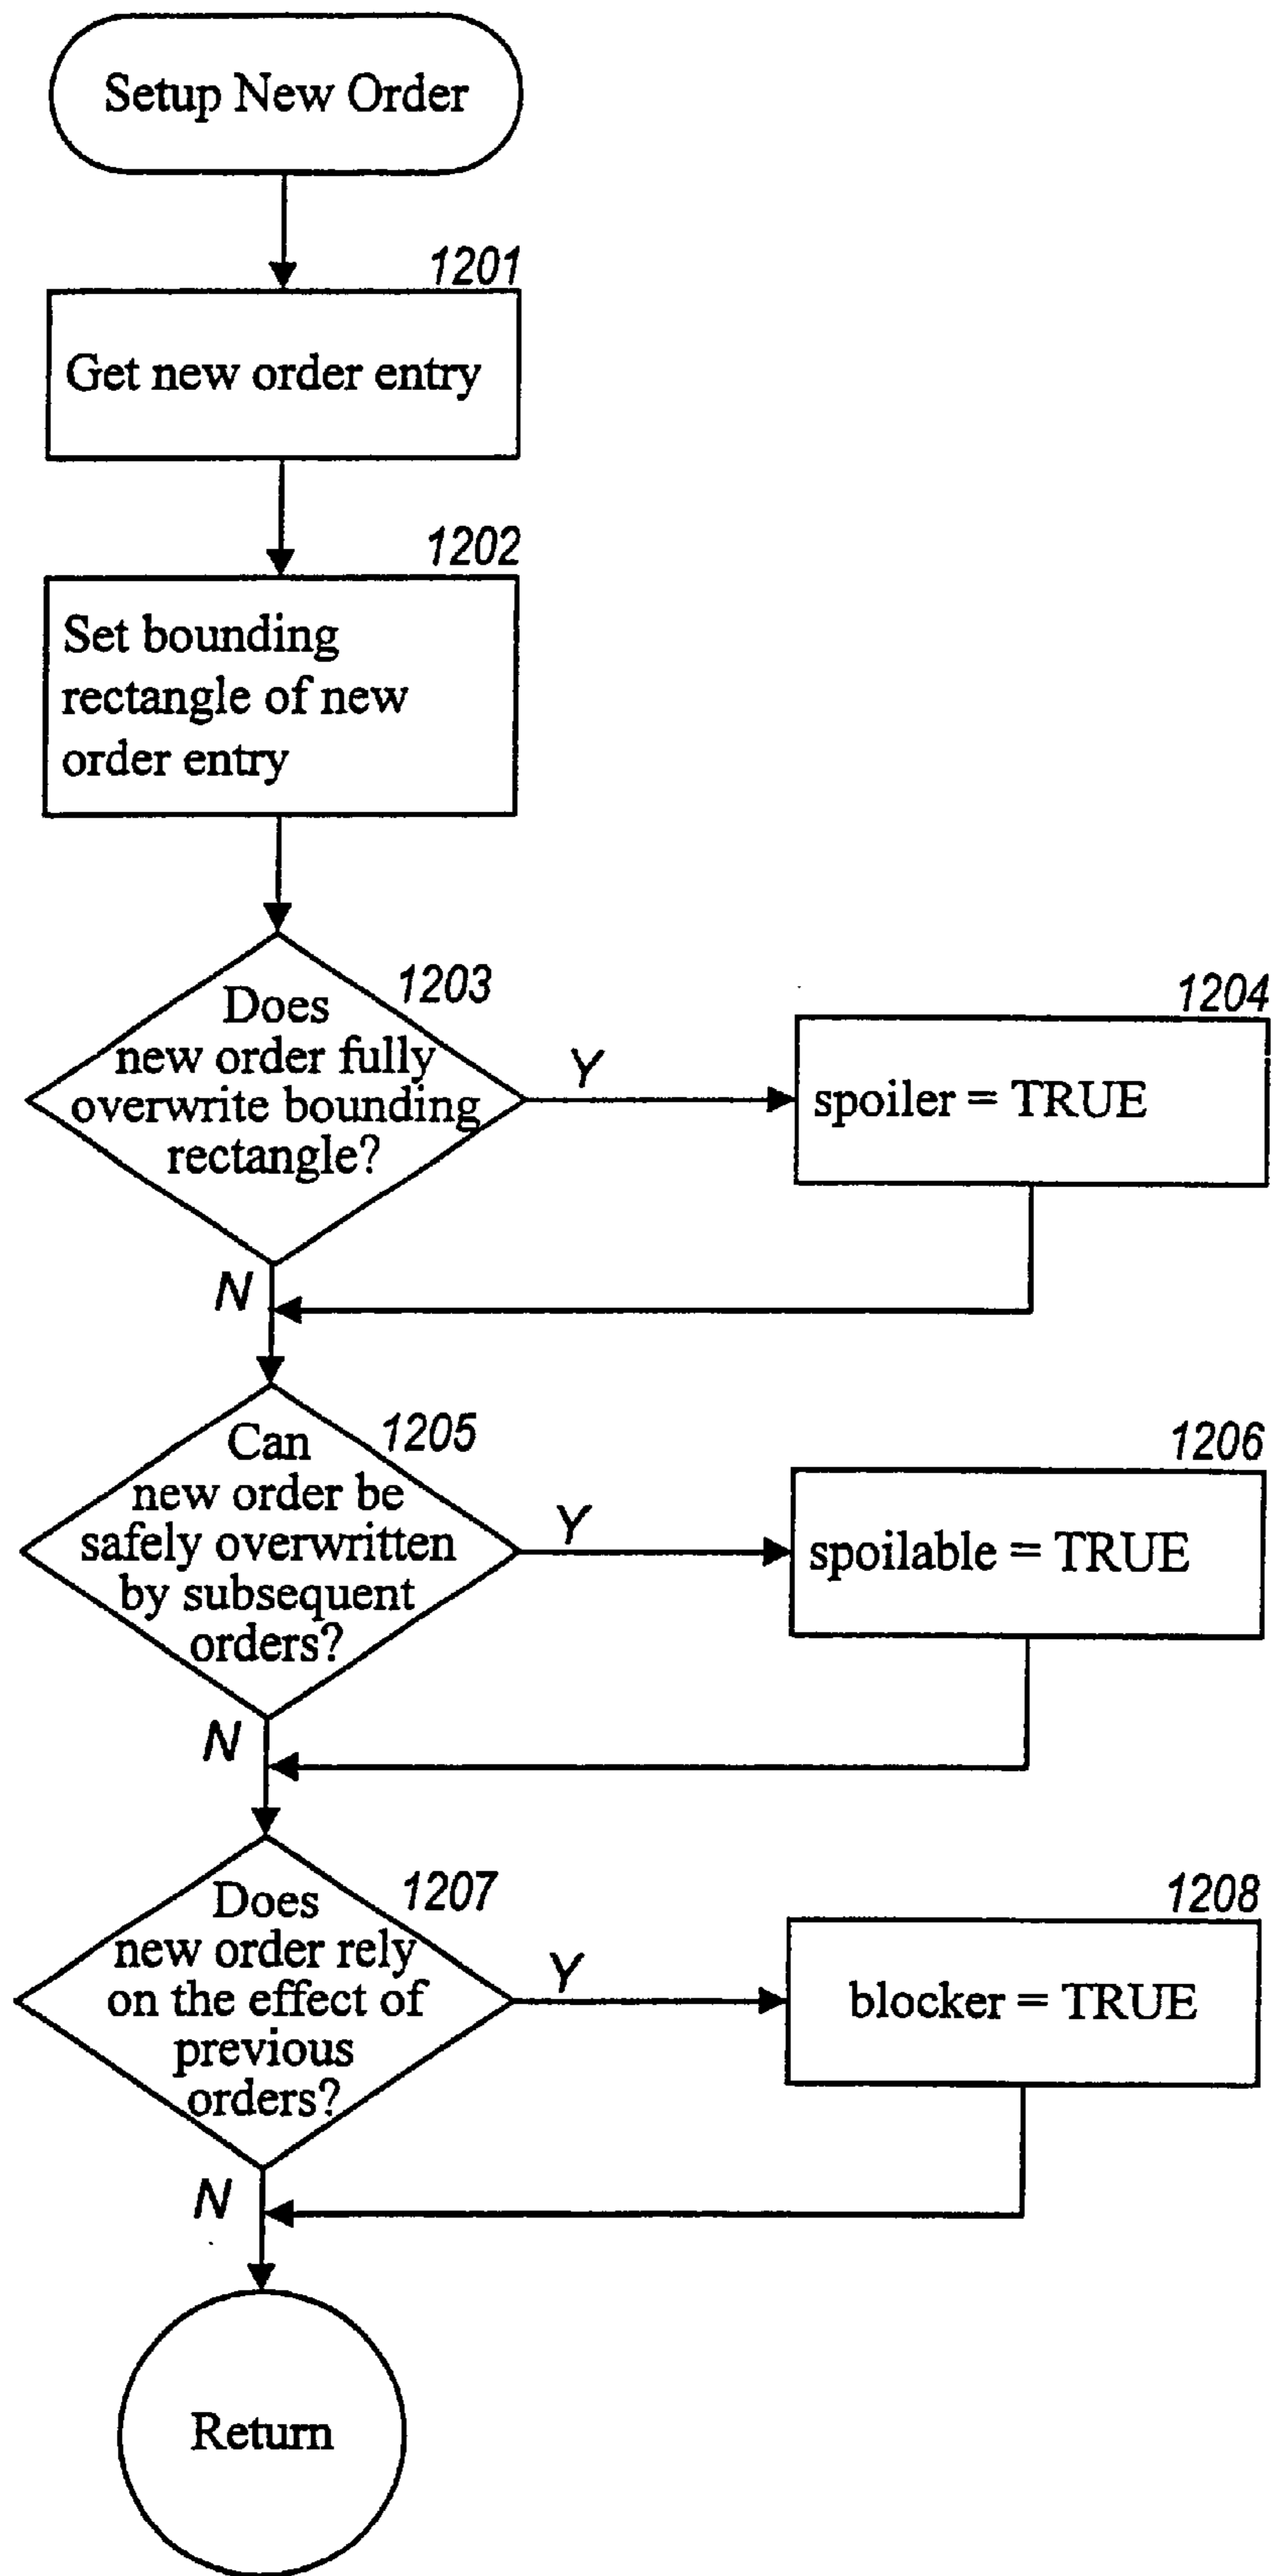 Setup New Order
1201
Get new order entry
1202
Set bounding
rectangle of new
order entry
1203
Does
new order fully
overwrite bounding
rectangle?
Y
1204
spoiler = TRUE
N
1205
Can
new order be
safely overwritten
by subsequent
orders?
Y
1206
spoilable = TRUE
N
1207
Does
new order rely
on the effect of
previous
orders?
Y
1208
blocker = TRUE
N
Return